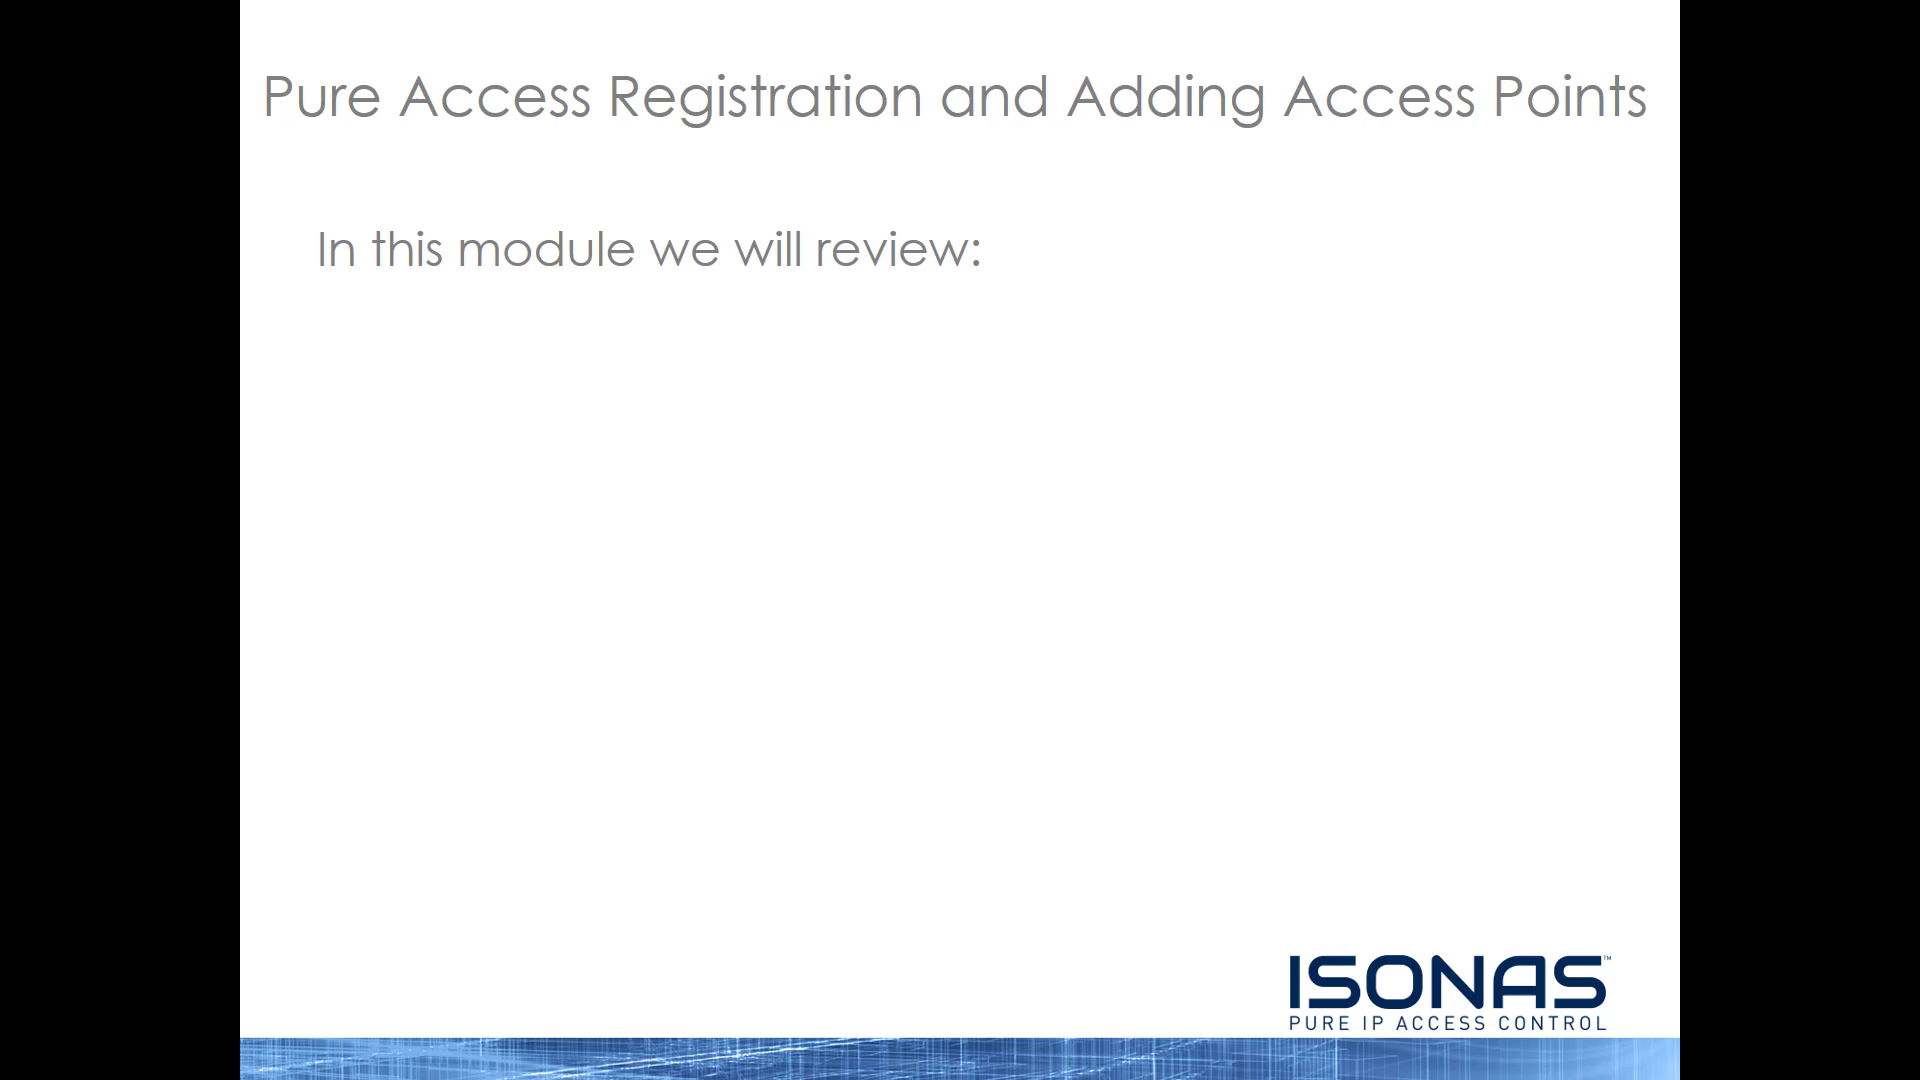 Pure Access Registration and Adding Access Points
In this module we will review:
ISONAS™
PURE IP ACCESS CONTROL